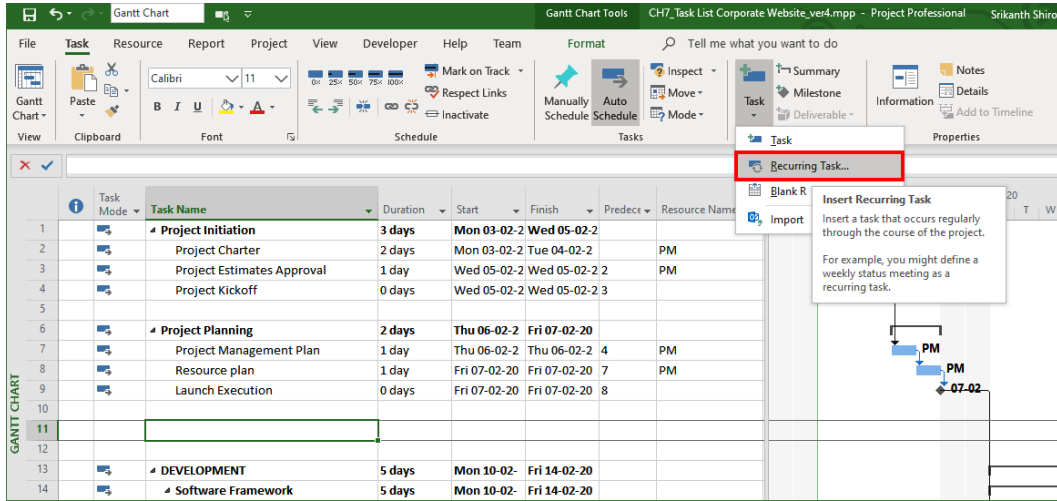 Gantt Chart
Gantt Chart Tools
CH7_Task List Corporate Website_ver4.mpp - Project Professional
Srikanth Shiro
File Task Resource Report Project View Developer Help Team Format Tell me what you want to do
Gantt Chart
View
Paste
Clipboard
Calibri 11
B I U A
Font
0% 25% 50% 75% 100%
Mark on Track
Respect Links
Inactivate
Schedule
Manually Schedule
Auto Schedule
Inspect
Move
Mode
Tasks
Task
Summary
Milestone
Deliverable
Information
Notes
Details
Add to Timeline
Properties
Task
Recurring Task...
Blank R
Import
Insert Recurring Task
Insert a task that occurs regularly
through the course of the project.
For example, you might define a
weekly status meeting as a
recurring task.
20
T W
Task Mode Task Name Duration Start Finish Predece Resource Name
1 Project Initiation 3 days Mon 03-02-2 Wed 05-02-2
2 Project Charter 2 days Mon 03-02-2 Tue 04-02-2 PM
3 Project Estimates Approval 1 day Wed 05-02-2 Wed 05-02-2 2 PM
4 Project Kickoff 0 days Wed 05-02-2 Wed 05-02-2 3
5
6 Project Planning 2 days Thu 06-02-2 Fri 07-02-20
7 Project Management Plan 1 day Thu 06-02-2 Thu 06-02-2 4 PM PM
8 Resource plan 1 day Fri 07-02-20 Fri 07-02-20 7 PM PM
9 Launch Execution 0 days Fri 07-02-20 Fri 07-02-20 8 07-02
10
11
12
13 DEVELOPMENT 5 days Mon 10-02- Fri 14-02-20
14 Software Framework 5 days Mon 10-02- Fri 14-02-20
GANTT CHART